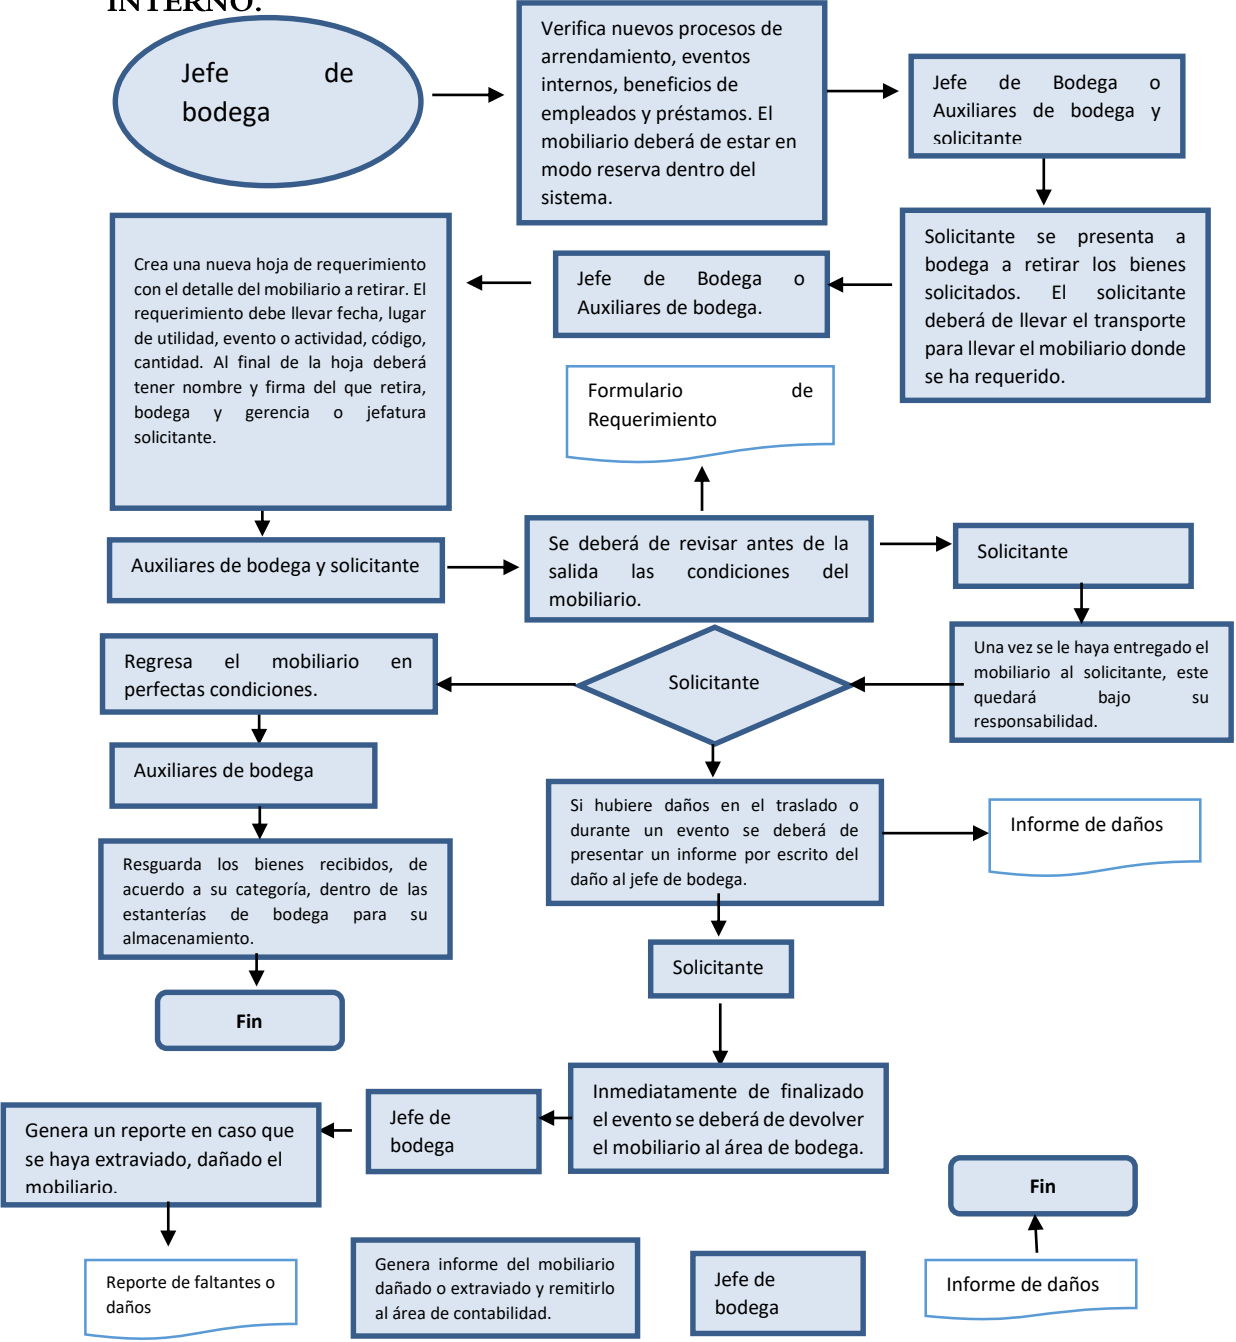 INTERNO.
Jefe de
bodega
Verifica nuevos procesos de
arrendamiento, eventos
internos, beneficios de
empleados y préstamos. El
mobiliario deberá de estar en
modo reserva dentro del
sistema.
Jefe de Bodega o
Auxiliares de bodega y
solicitante
Solicitante se presenta a
bodega a retirar los bienes
solicitados. El solicitante
deberá de llevar el transporte
para llevar el mobiliario donde
se ha requerido.
Jefe de Bodega o
Auxiliares de bodega.
Crea una nueva hoja de requerimiento
con el detalle del mobiliario a retirar. El
requerimiento debe llevar fecha, lugar
de utilidad, evento o actividad, código,
cantidad. Al final de la hoja deberá
tener nombre y firma del que retira,
bodega y gerencia o jefatura
solicitante.
Formulario de
Requerimiento
Auxiliares de bodega y solicitante
Se deberá de revisar antes de la
salida las condiciones del
mobiliario.
Solicitante
Una vez se le haya entregado el
mobiliario al solicitante, este
quedará bajo su
responsabilidad.
Solicitante
Regresa el mobiliario en
perfectas condiciones.
Auxiliares de bodega
Resguarda los bienes recibidos, de
acuerdo a su categoría, dentro de las
estanterías de bodega para su
almacenamiento.
Fin
Si hubiere daños en el traslado o
durante un evento se deberá de
presentar un informe por escrito del
daño al jefe de bodega.
Informe de daños
Solicitante
Inmediatamente de finalizado
el evento se deberá de devolver
el mobiliario al área de bodega.
Jefe de
bodega
Genera un reporte en caso que
se haya extraviado, dañado el
mobiliario.
Reporte de faltantes o
daños
Genera informe del mobiliario
dañado o extraviado y remitirlo
al área de contabilidad.
Jefe de
bodega
Informe de daños
Fin